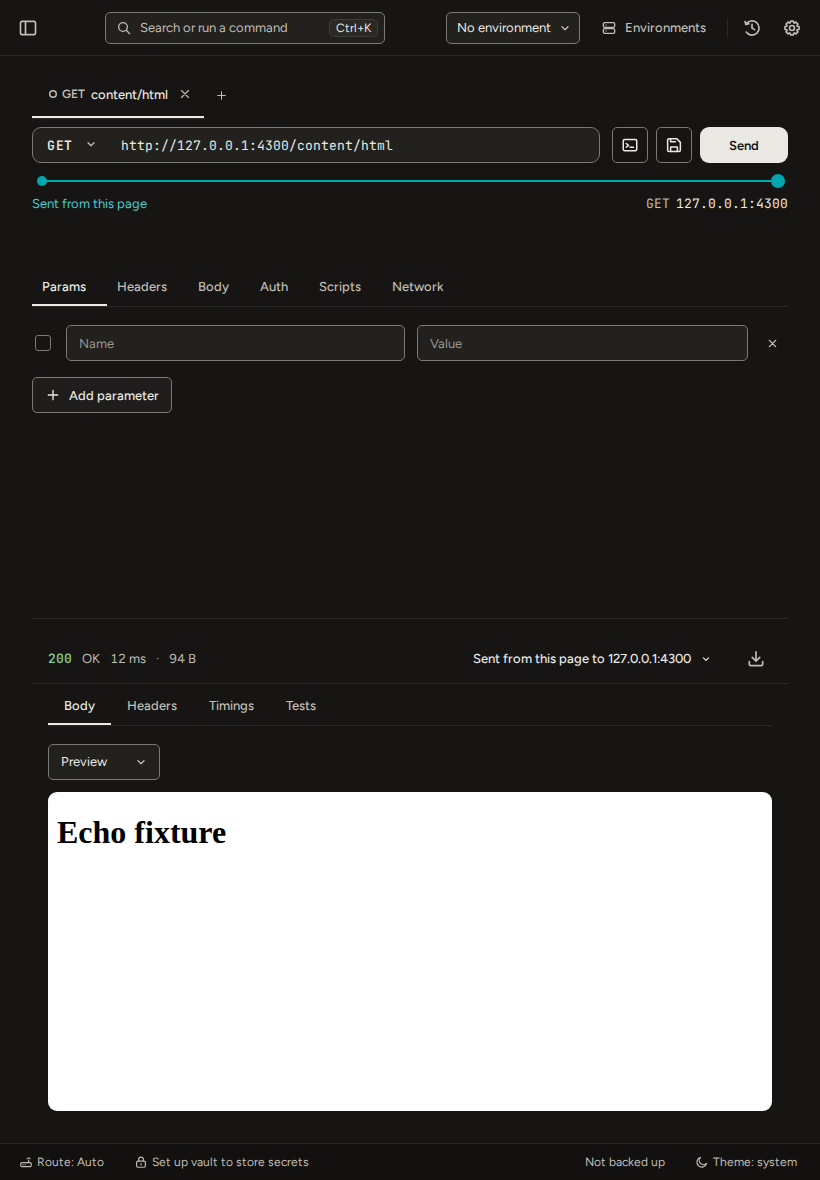 Search or run a command Ctrl+K No environment Environments
GET content/html
GET http://127.0.0.1:4300/content/html Send
Sent from this page GET 127.0.0.1:4300
Params Headers Body Auth Scripts Network
Name Value
Add parameter
200 OK 12 ms · 94 B Sent from this page to 127.0.0.1:4300
Body Headers Timings Tests
Preview
Echo fixture
Route: Auto Set up vault to store secrets Not backed up Theme: system